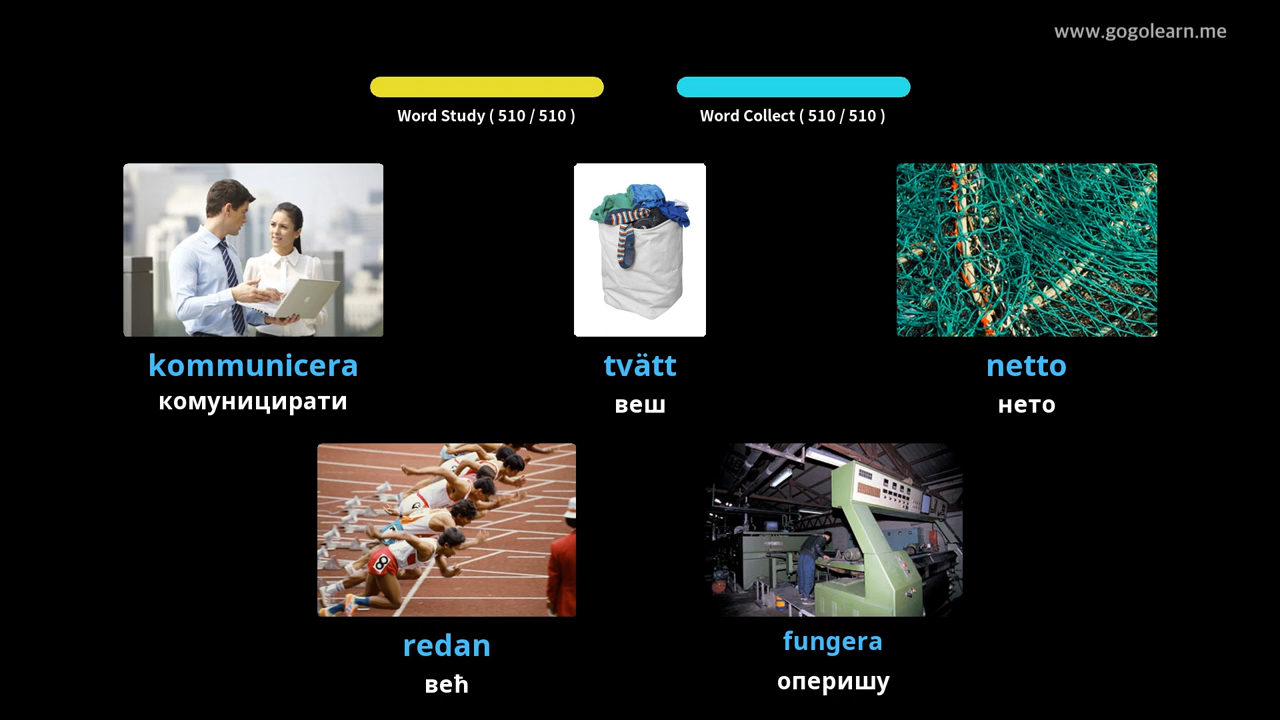 www.gogolearn.me
Word Study ( 510 / 510 )
Word Collect ( 510 / 510 )
kommunicera
комуницирати
tvätt
веш
netto
нето
8
redan
већ
fungera
оперишу